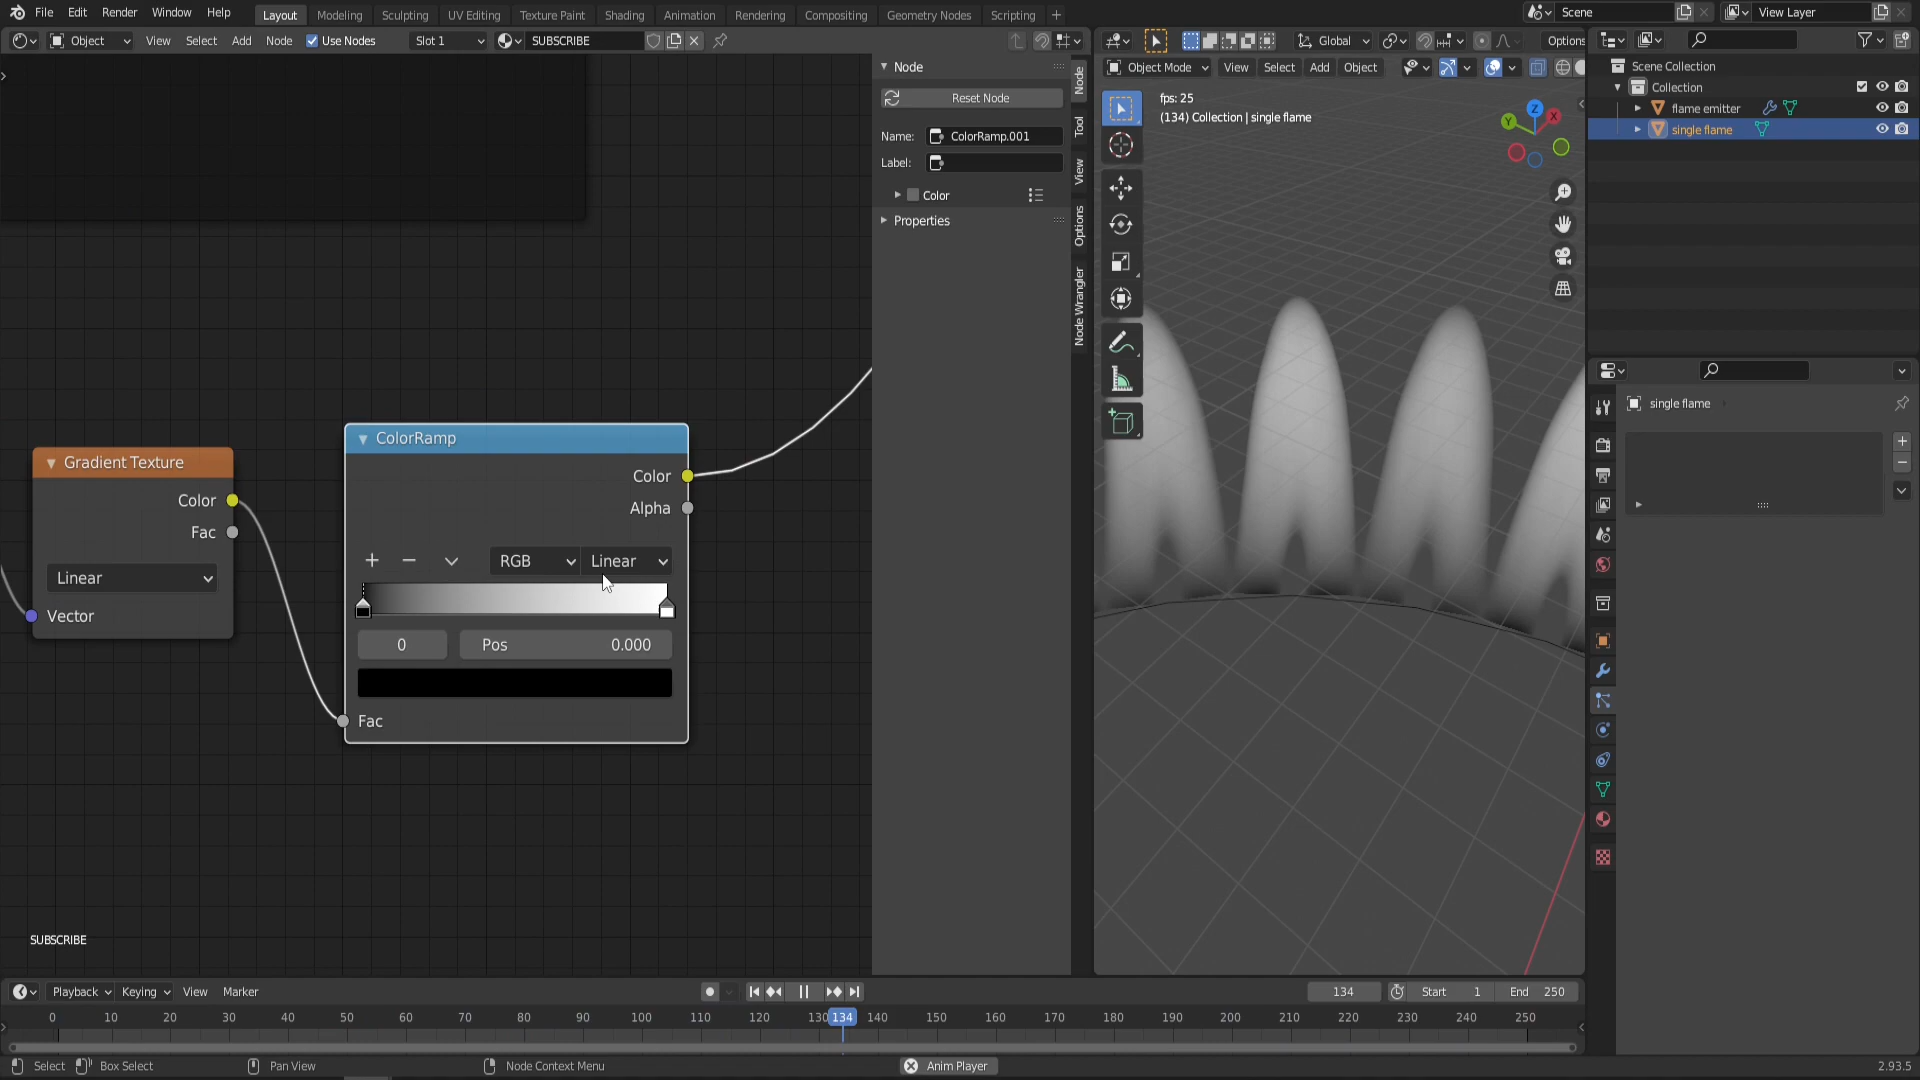 File Edit Render Window Help Layout Modeling Sculpting UV Editing Texture Paint Shading Animation Rendering Compositing Geometry Nodes Scripting + Scene View Layer
Object View Select Add Node Use Nodes Slot 1 SUBSCRIBE Global Options
Object Mode View Select Add Object
Scene Collection
Collection
flame emitter
single flame
Node
Reset Node
Name: ColorRamp.001
Label:
Color
Properties
Node
Tool
View
Options
Node Wrangler
fps: 25
(134) Collection | single flame
Z
X
Y
single flame
Gradient Texture
Color
Fac
Linear
Vector
ColorRamp
Color
Alpha
RGB Linear
0 Pos 0.000
Fac
SUBSCRIBE
Playback Keying View Marker 134 Start 1 End 250
0 10 20 30 40 50 60 70 80 90 100 110 120 130 134 140 150 160 170 180 190 200 210 220 230 240 250
Select Box Select Pan View Node Context Menu Anim Player 2.93.5